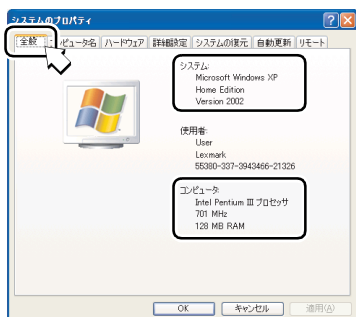 システムのプロパティ
全般 コンピュータ名 ハードウェア 詳細設定 システムの復元 自動更新 リモート
システム:
Microsoft Windows XP
Home Edition
Version 2002
使用者:
User
Lexmark
55380-337-3943466-21326
コンピュータ:
Intel Pentium III プロセッサ
701 MHz
128 MB RAM
OK キャンセル 適用(A)